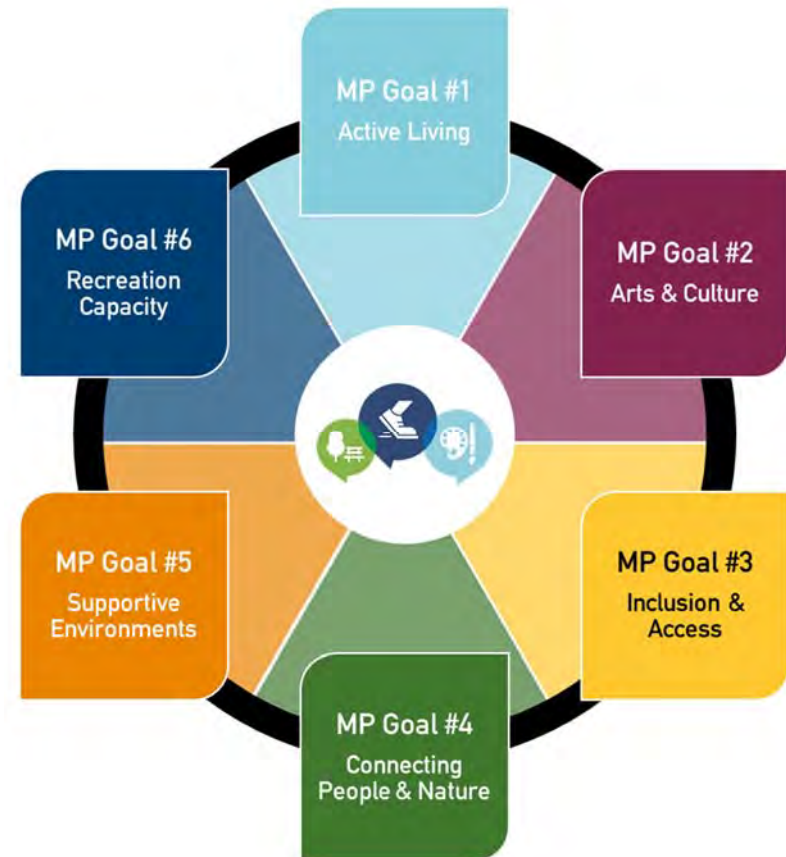 MP Goal #1
Active Living
MP Goal #2
Arts & Culture
MP Goal #3
Inclusion &
Access
MP Goal #4
Connecting
People & Nature
MP Goal #5
Supportive
Environments
MP Goal #6
Recreation
Capacity